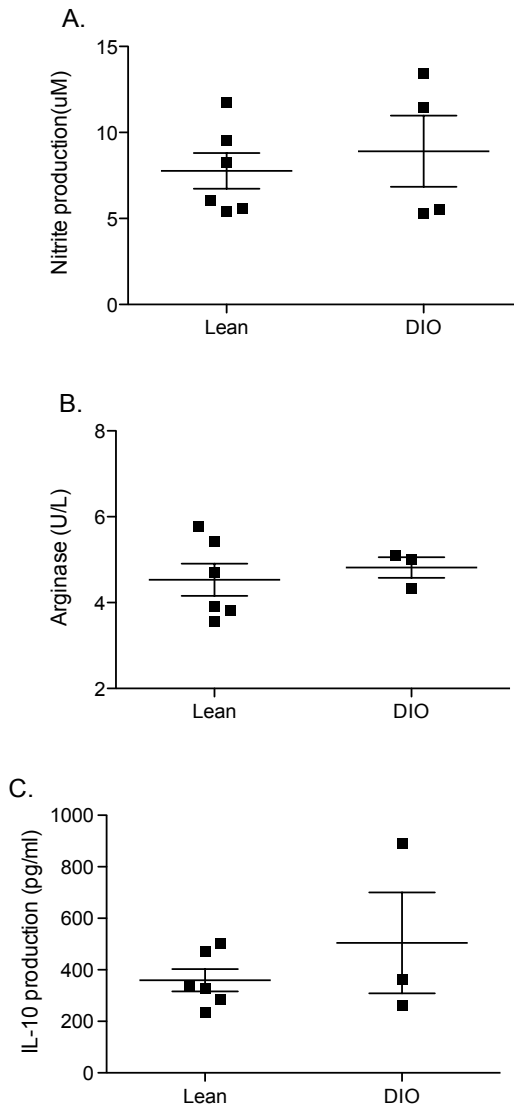 A.
Nitrite production(uM)
15
10
5
0
Lean DIO
B.
Arginase (U/L)
8
6
4
2
Lean DIO
C.
IL-10 production (pg/ml)
1000
800
600
400
200
0
Lean DIO